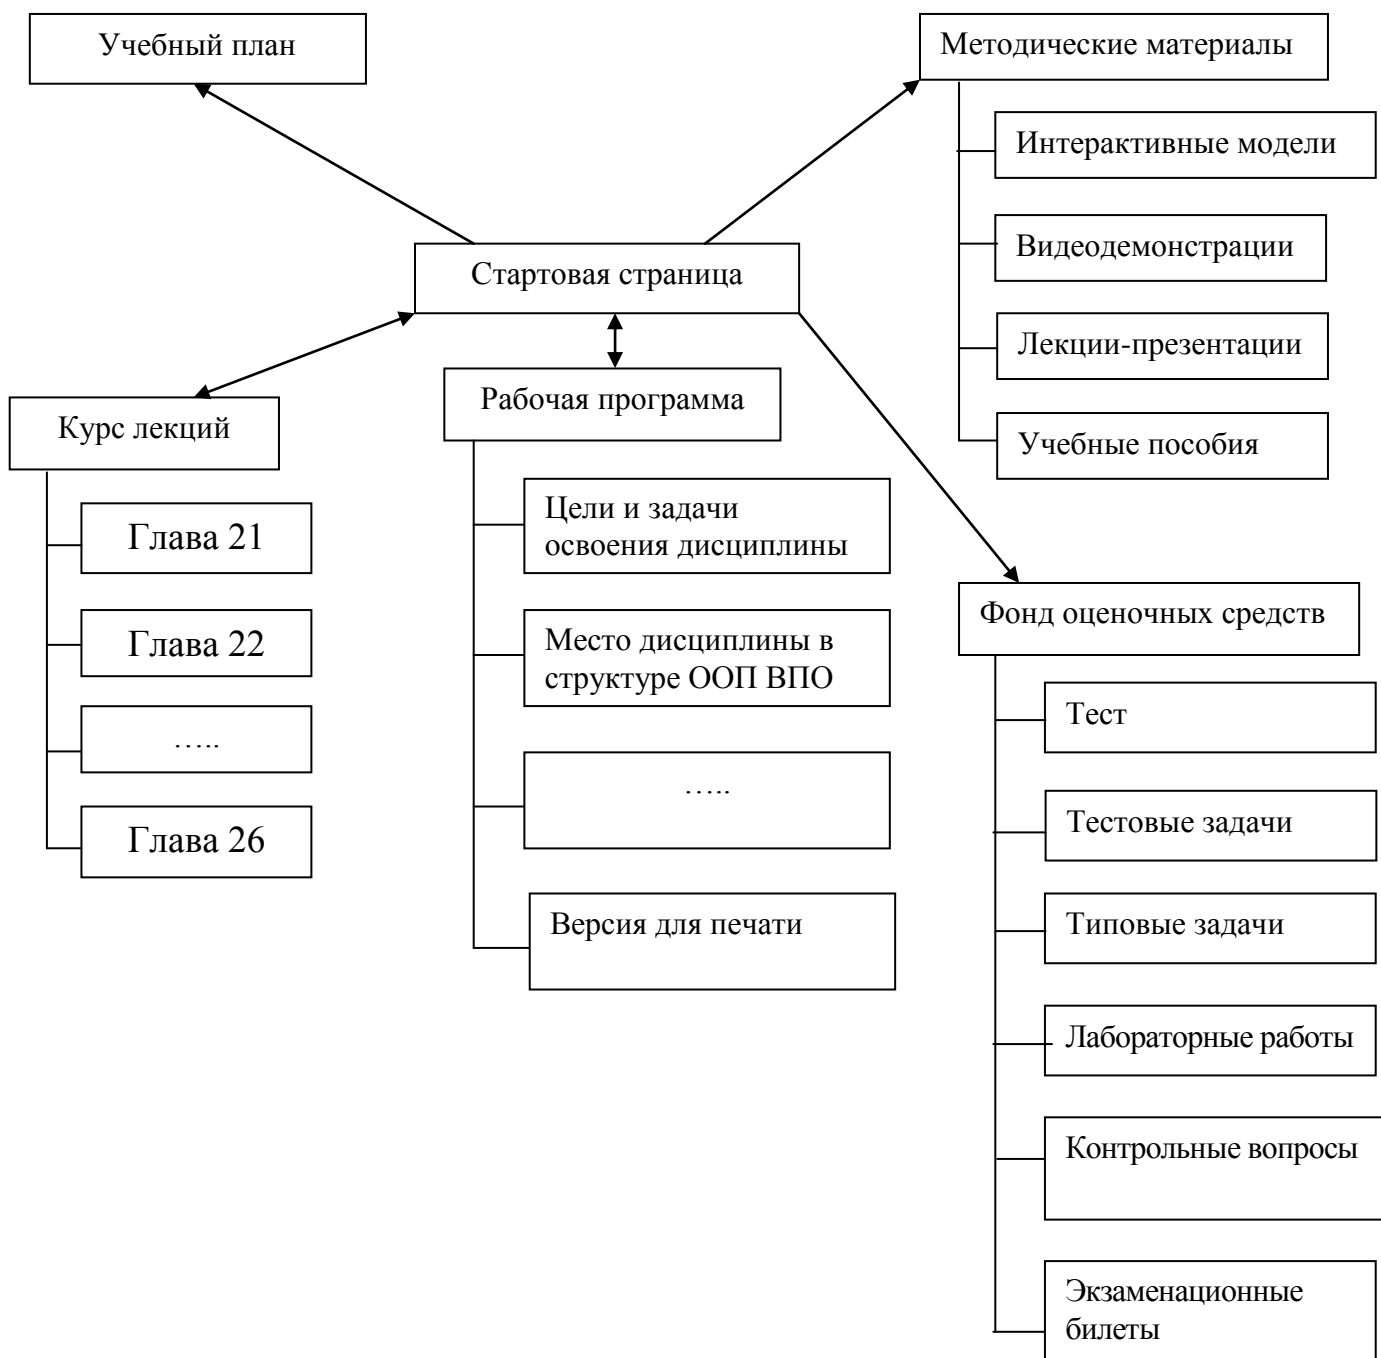 Учебный план
Методические материалы
Интерактивные модели
Видеодемонстрации
Лекции-презентации
Учебные пособия
Стартовая страница
Курс лекций
Глава 21
Глава 22
…..
Глава 26
Рабочая программа
Цели и задачи
освоения дисциплины
Место дисциплины в
структуре ООП ВПО
…..
Версия для печати
Фонд оценочных средств
Тест
Тестовые задачи
Типовые задачи
Лабораторные работы
Контрольные вопросы
Экзаменационные
билеты